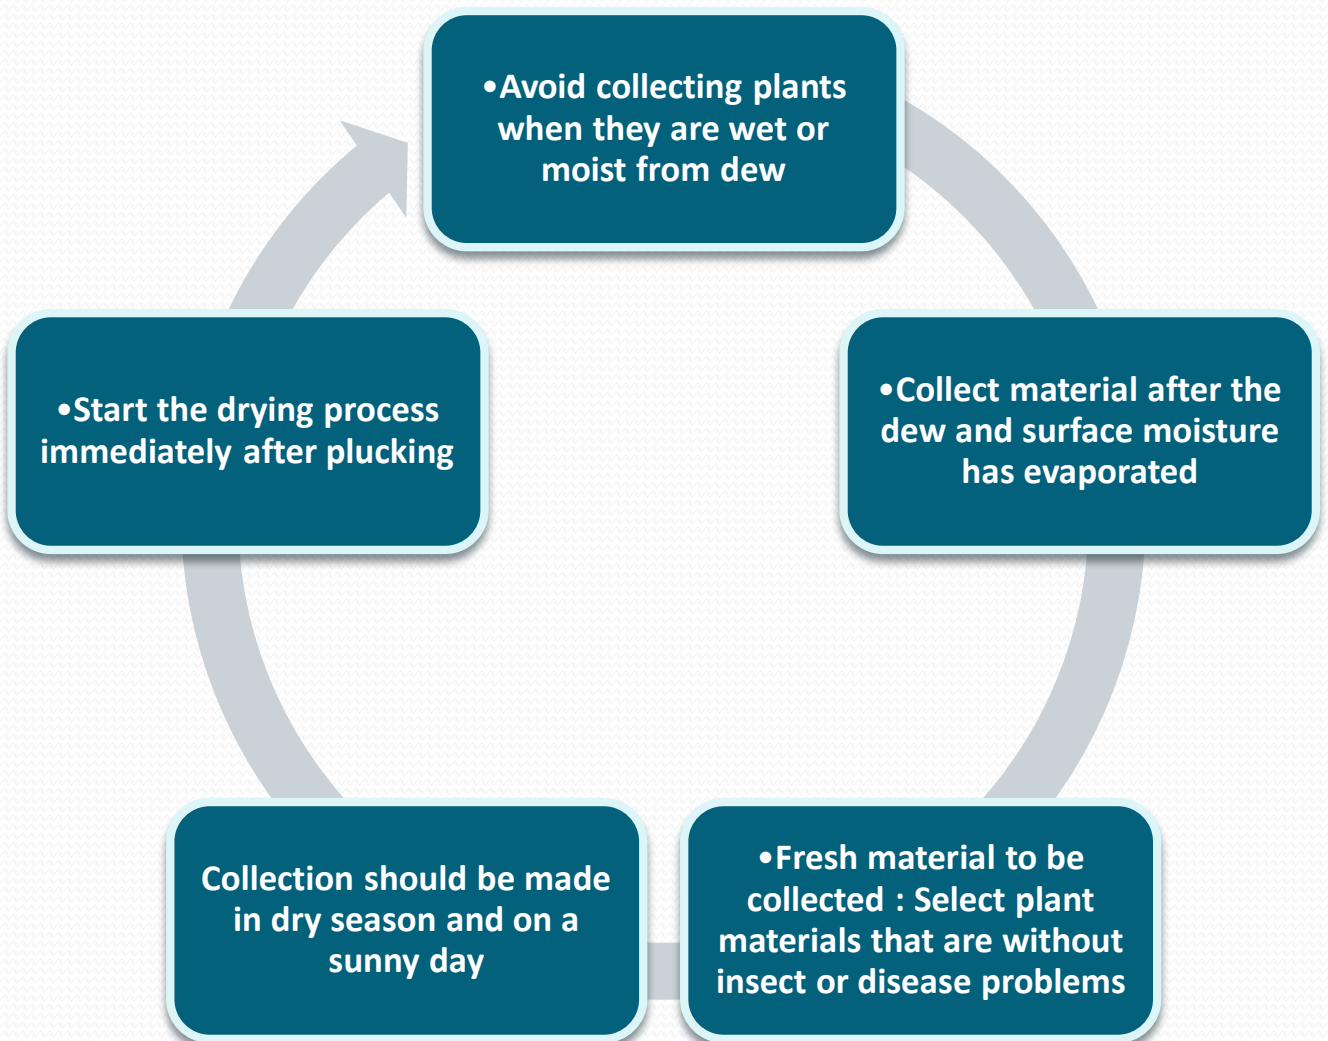 •Avoid collecting plants
when they are wet or
moist from dew
•Collect material after the
dew and surface moisture
has evaporated
•Fresh material to be
collected : Select plant
materials that are without
insect or disease problems
Collection should be made
in dry season and on a
sunny day
•Start the drying process
immediately after plucking